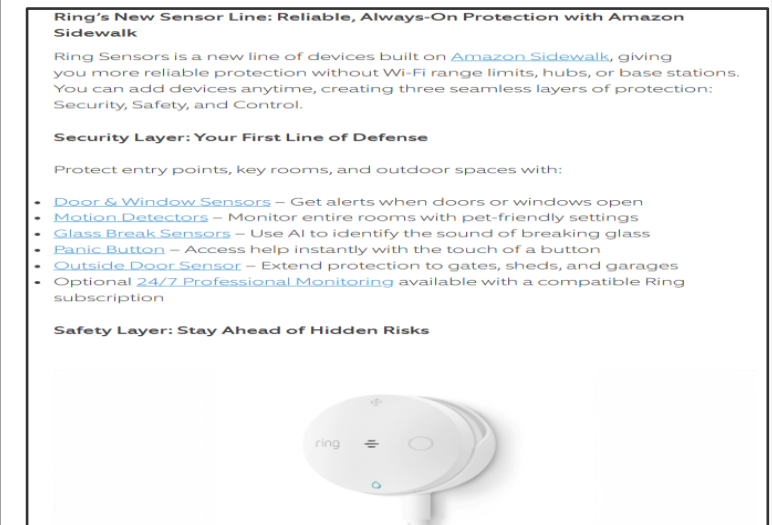 Ring's New Sensor Line: Reliable, Always-On Protection with Amazon
Sidewalk
Ring Sensors is a new line of devices built on Amazon Sidewalk, giving
you more reliable protection without Wi-Fi range limits, hubs, or base stations.
You can add devices anytime, creating three seamless layers of protection:
Security, Safety, and Control.
Security Layer: Your First Line of Defense
Protect entry points, key rooms, and outdoor spaces with:
• Door & Window Sensors – Get alerts when doors or windows open
• Motion Detectors – Monitor entire rooms with pet-friendly settings
• Glass Break Sensors – Use AI to identify the sound of breaking glass
• Panic Button – Access help instantly with the touch of a button
• Outside Door Sensor – Extend protection to gates, sheds, and garages
• Optional 24/7 Professional Monitoring available with a compatible Ring
subscription
Safety Layer: Stay Ahead of Hidden Risks
ring